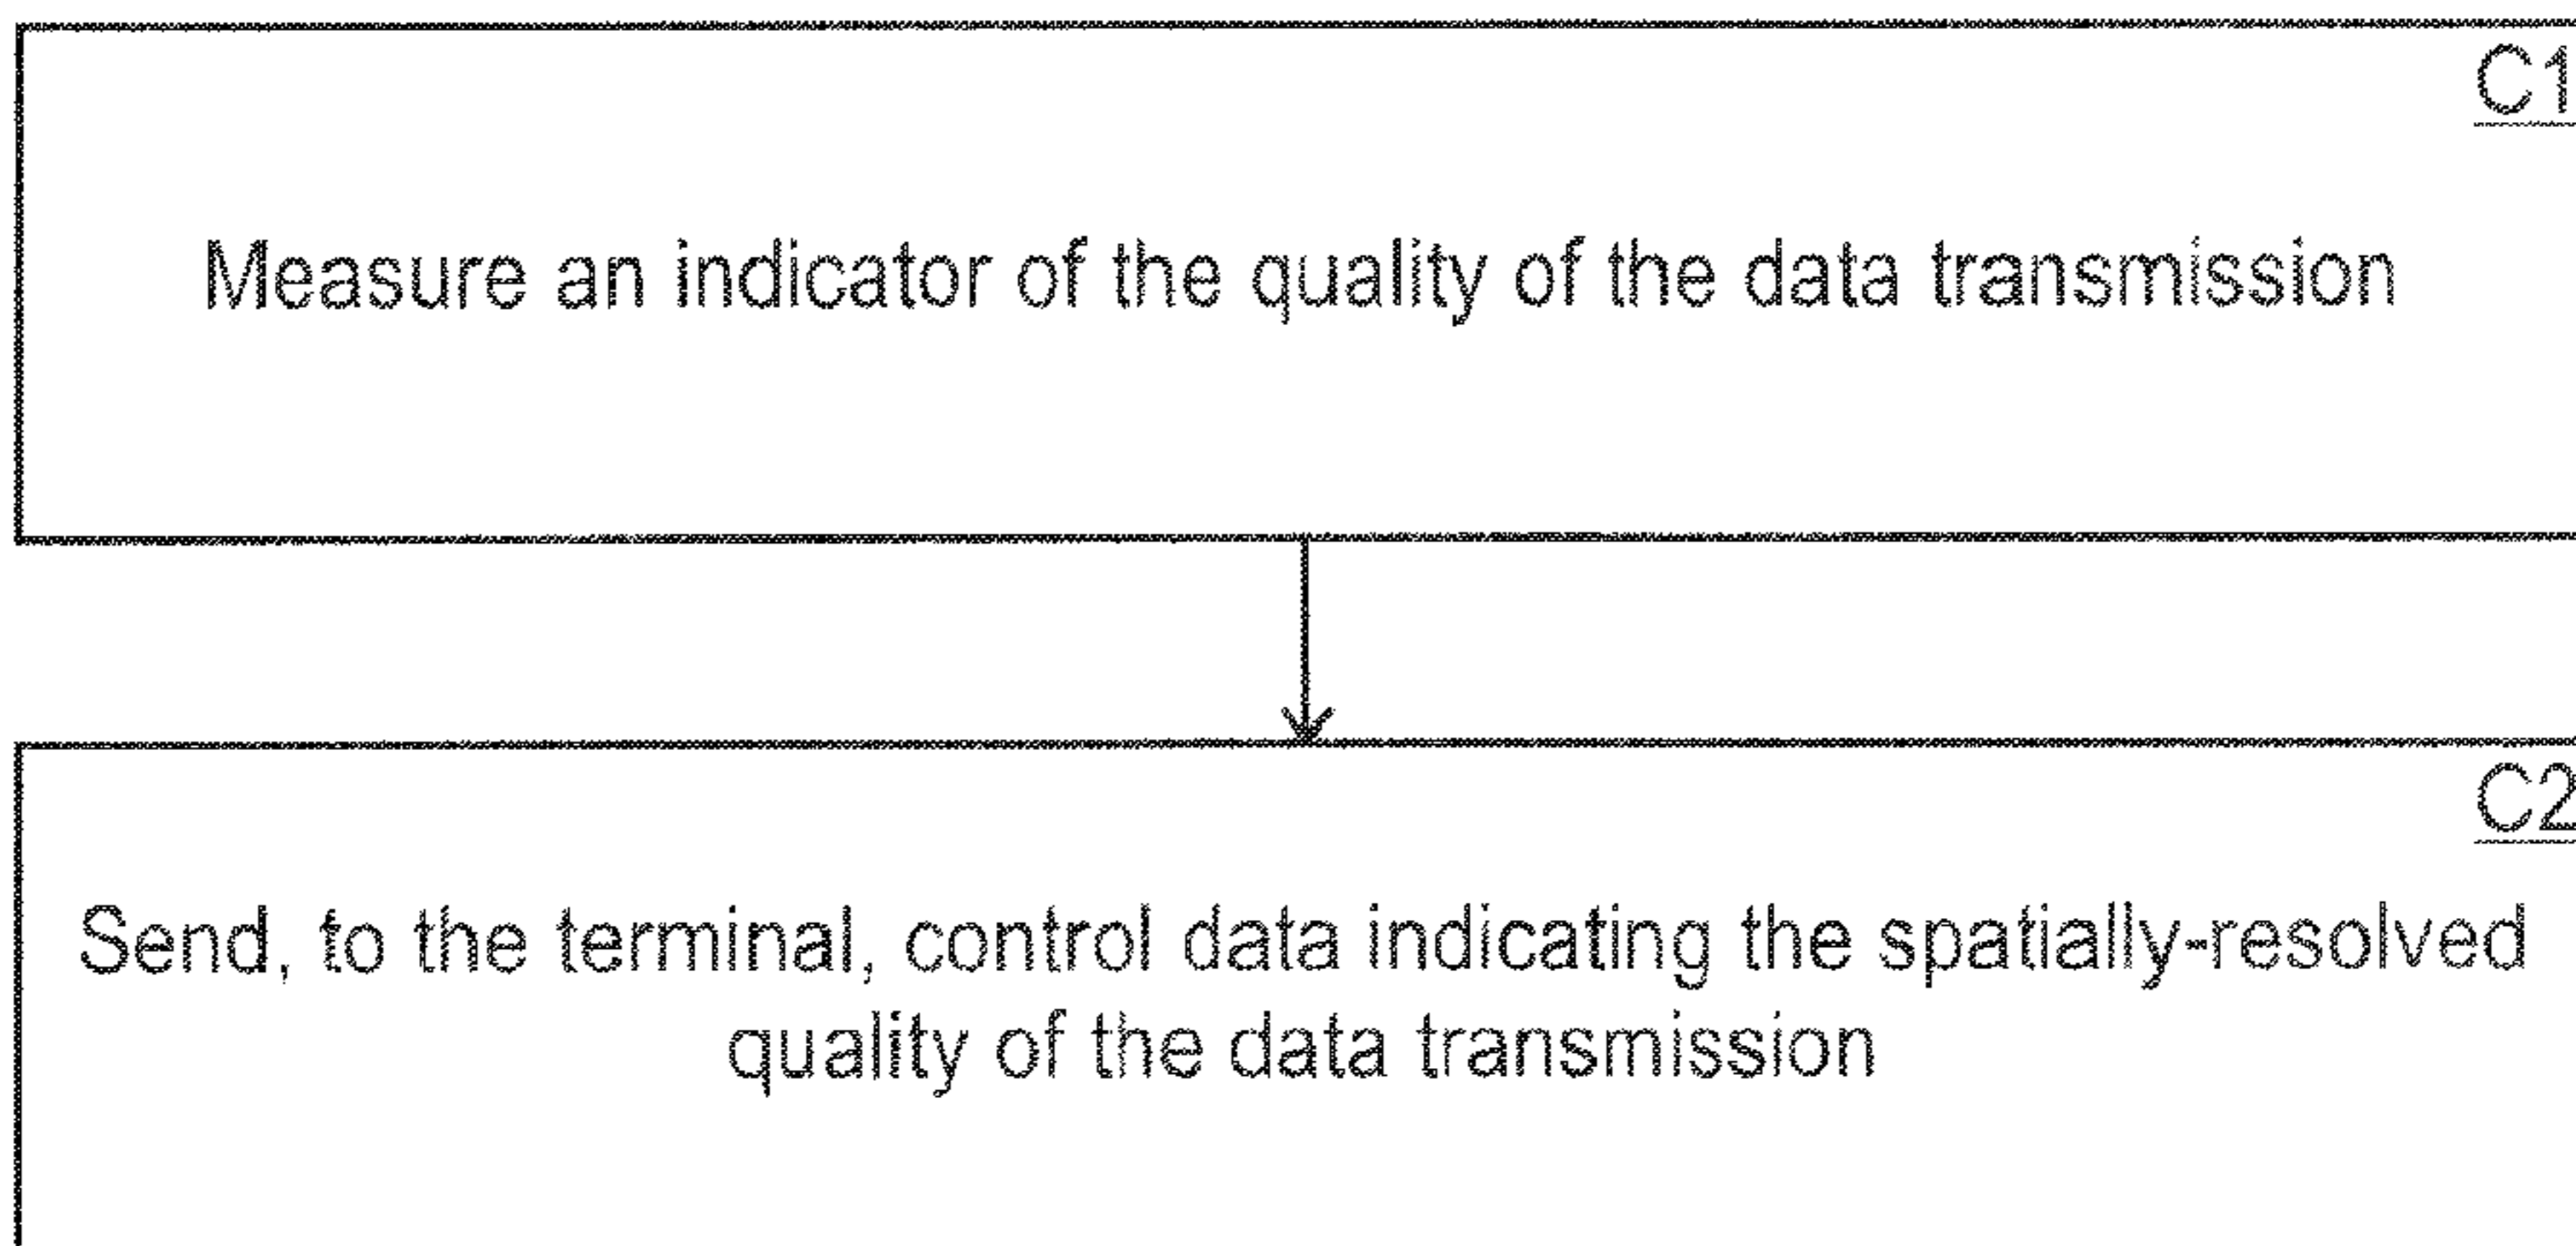 C1
Measure an indicator of the quality of the data transmission
C2
Send, to the terminal, control data indicating the spatially-resolved
quality of the data transmission